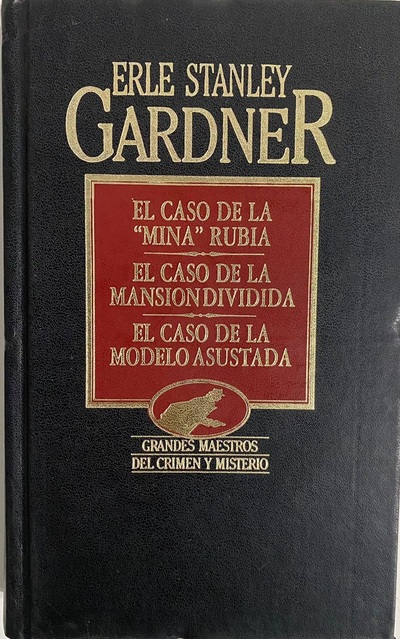 ERLE STANLEY
GARDNER
EL CASO DE LA
"MINA" RUBIA
EL CASO DE LA
MANSION DIVIDIDA
EL CASO DE LA
MODELO ASUSTADA
GRANDES MAESTROS
DEL CRIMEN Y MISTERIO